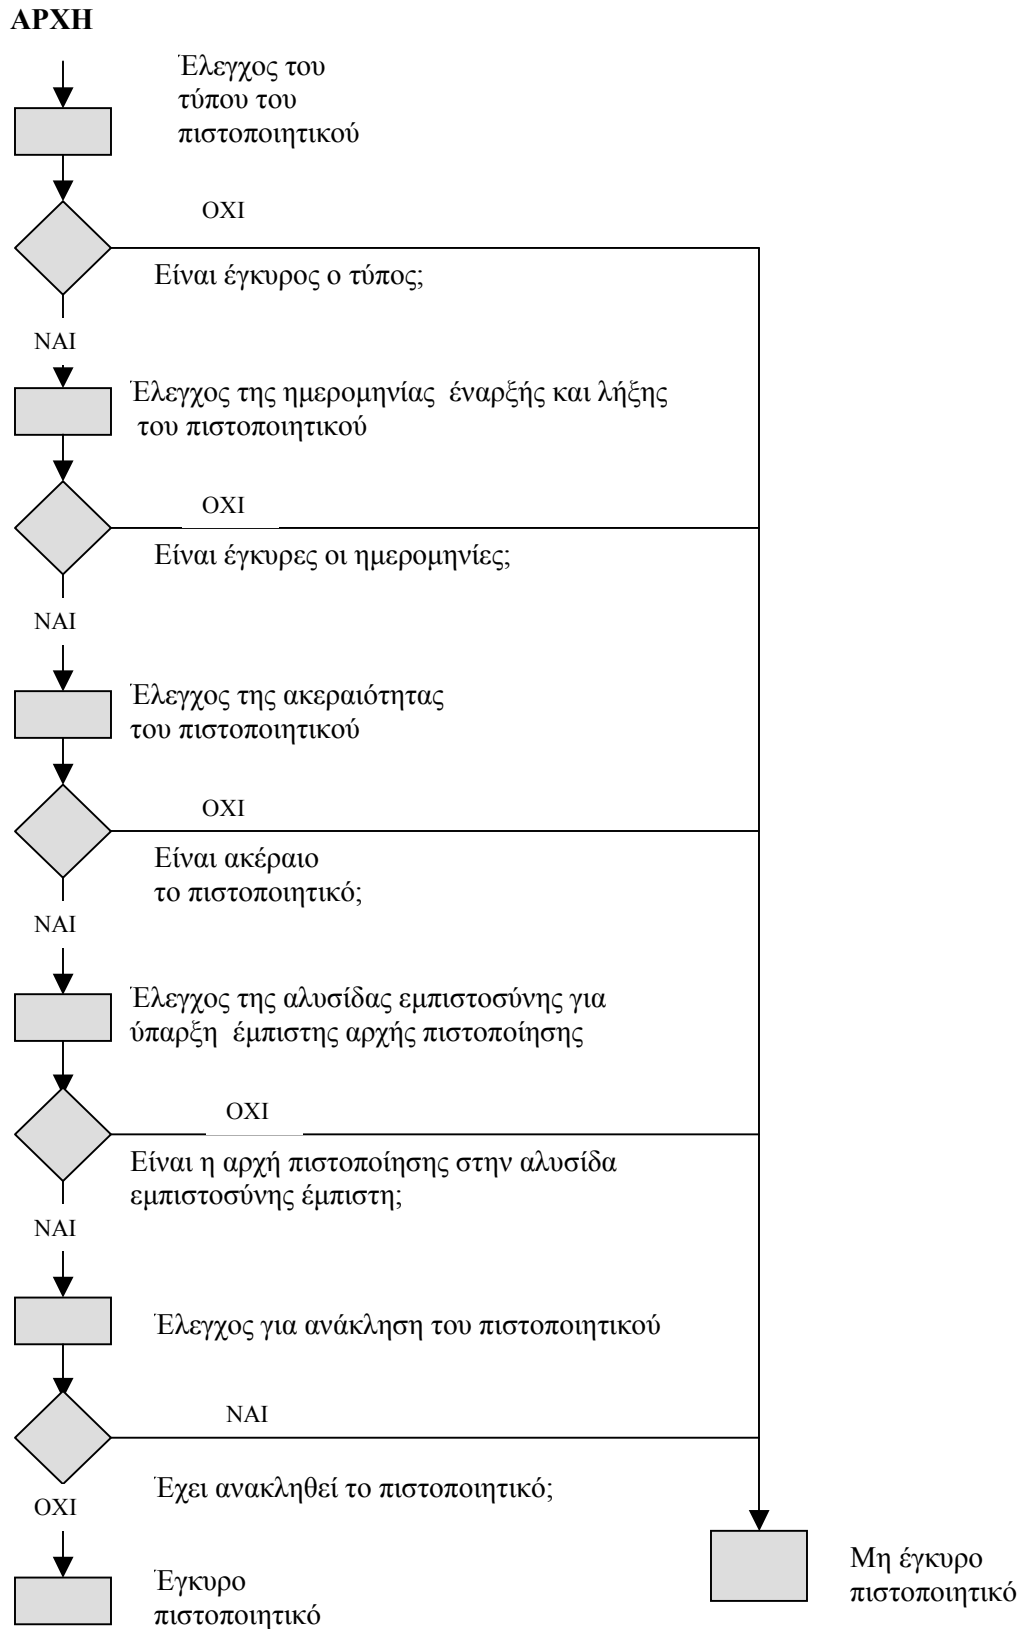 ΑΡΧΗ
Έλεγχος του
τύπου του
πιστοποιητικού
ΟΧΙ
Είναι έγκυρος ο τύπος;
ΝΑΙ
Έλεγχος της ημερομηνίας έναρξής και λήξης
του πιστοποιητικού
ΟΧΙ
Είναι έγκυρες οι ημερομηνίες;
ΝΑΙ
Έλεγχος της ακεραιότητας
του πιστοποιητικού
ΟΧΙ
Είναι ακέραιο
το πιστοποιητικό;
ΝΑΙ
Έλεγχος της αλυσίδας εμπιστοσύνης για
ύπαρξη έμπιστης αρχής πιστοποίησης
ΟΧΙ
Είναι η αρχή πιστοποίησης στην αλυσίδα
εμπιστοσύνης έμπιστη;
ΝΑΙ
Έλεγχος για ανάκληση του πιστοποιητικού
ΝΑΙ
Έχει ανακληθεί το πιστοποιητικό;
ΟΧΙ
Έγκυρο
πιστοποιητικό
Μη έγκυρο
πιστοποιητικό